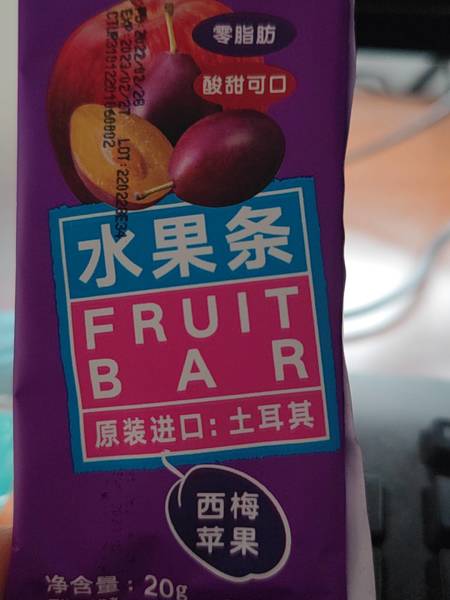 零脂肪
酸甜可口
水果条
FRUIT
BAR
原装进口：土耳其
西梅
苹果
净含量：20g